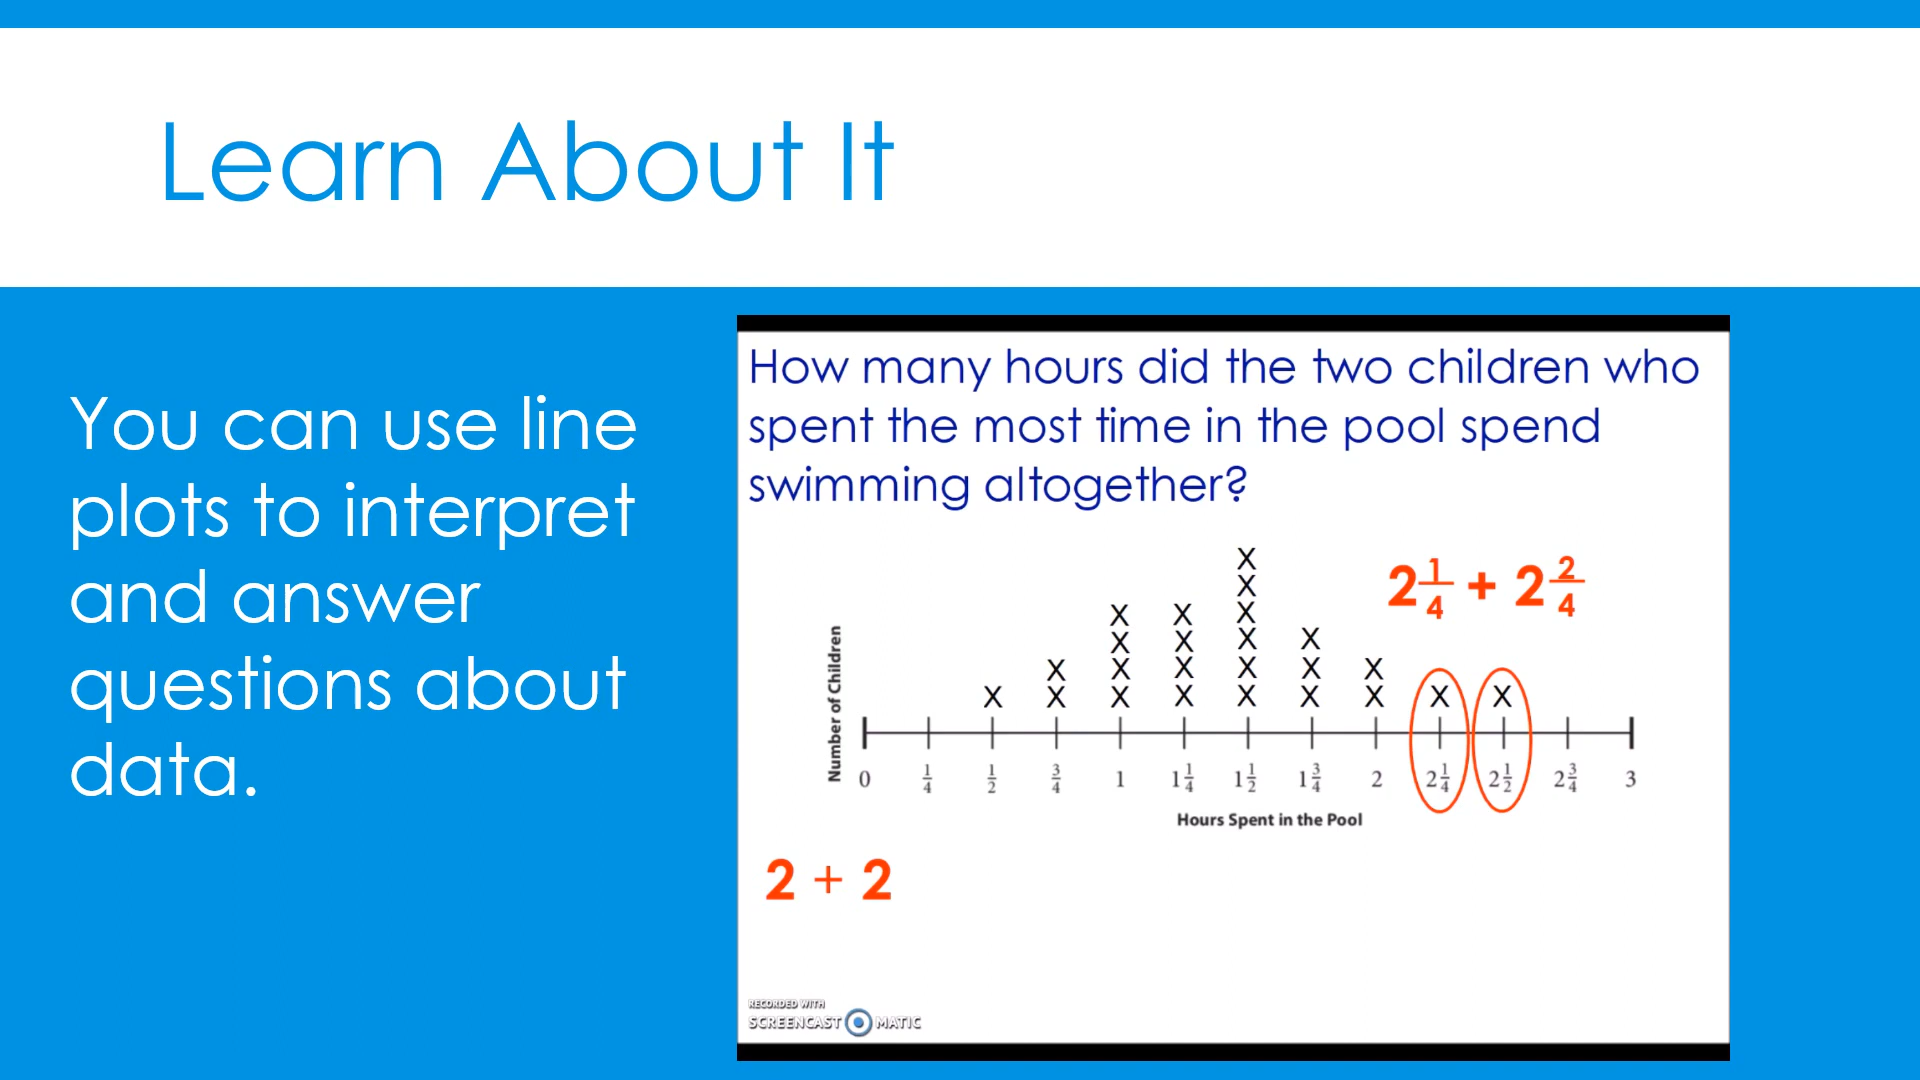 Learn About It
You can use line
plots to interpret
and answer
questions about
data.
How many hours did the two children who
spent the most time in the pool spend
swimming altogether?
2 1/4 + 2 2/4
X
X
X X X
X X X X
X X X X X X
X X X X X X X X X
Number of Children
0 1/4 1/2 3/4 1 1 1/4 1 1/2 1 3/4 2 2 1/4 2 1/2 2 3/4 3
Hours Spent in the Pool
2 + 2
RECORDED WITH
SCREENCAST MATIC